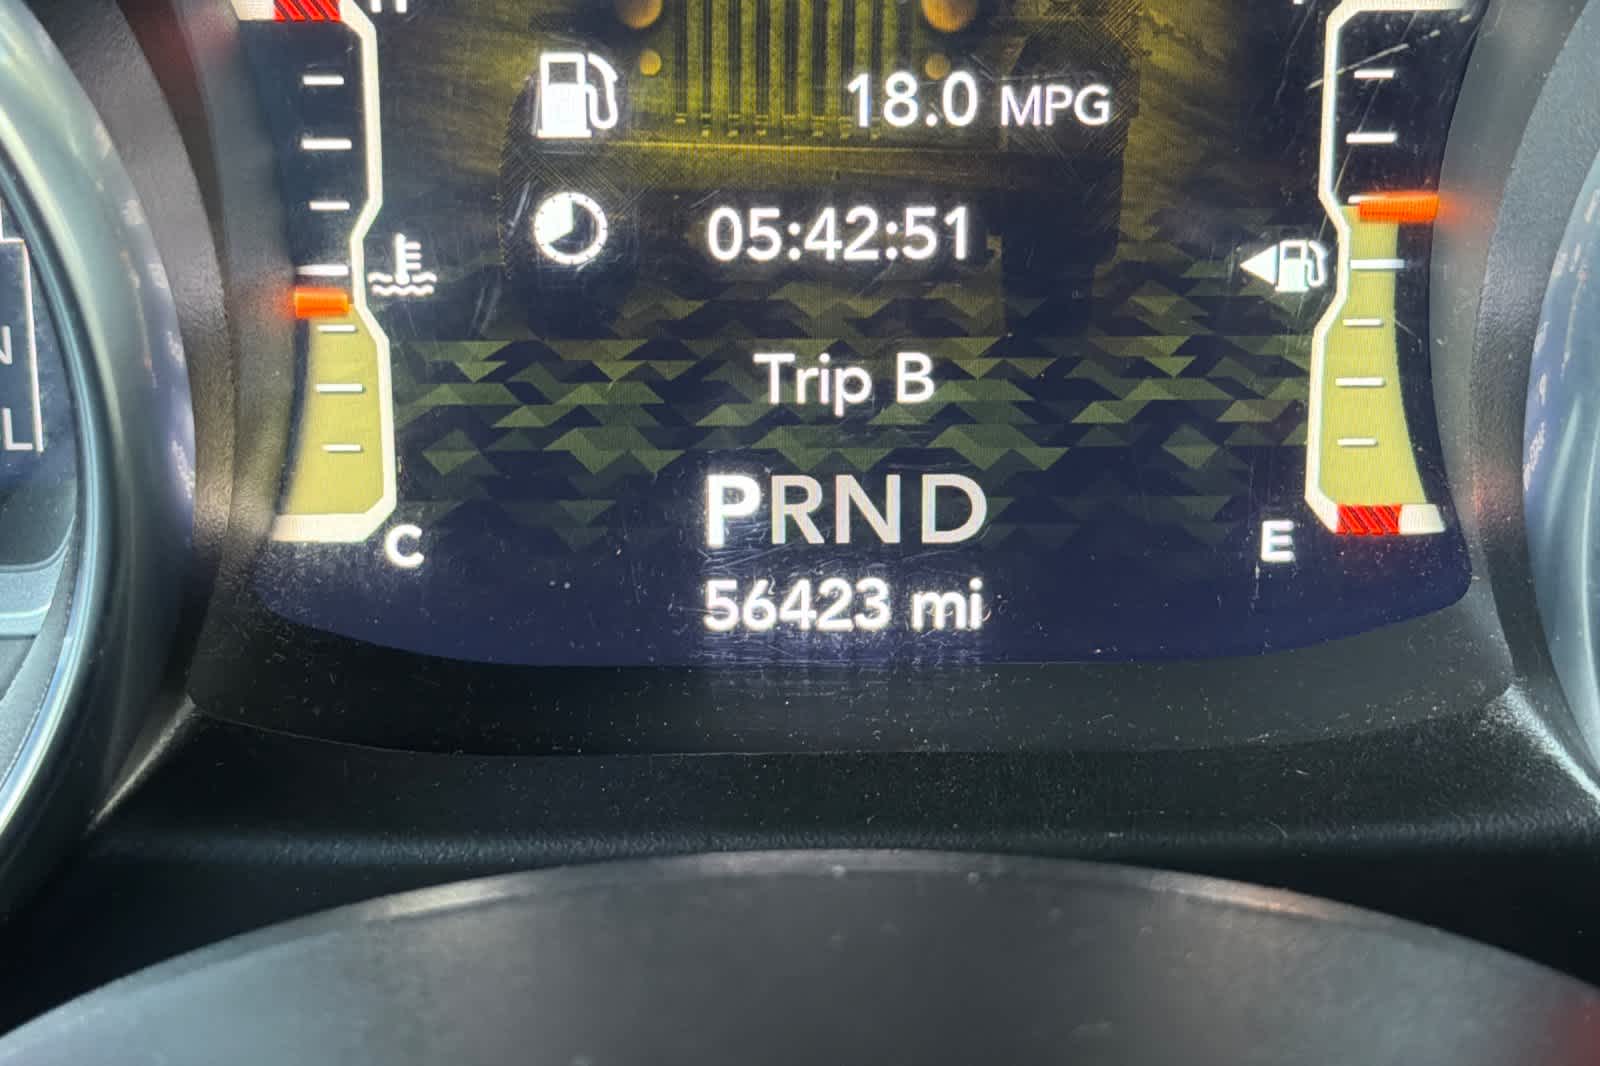 18.0 MPG
05:42:51
Trip B
PRND
C
E
56423 mi